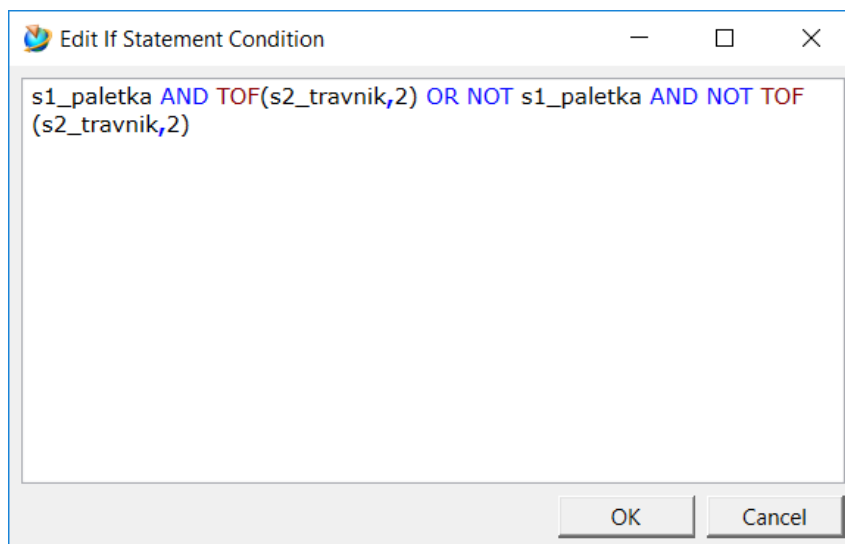 Edit If Statement Condition
s1_paletka AND TOF(s2_travnik,2) OR NOT s1_paletka AND NOT TOF
(s2_travnik,2)
OK Cancel